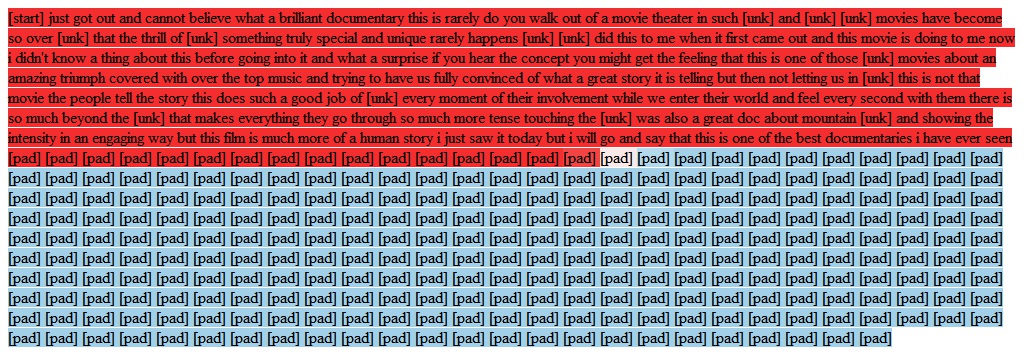 [start] just got out and cannot believe what a brilliant documentary this is rarely do you walk out of a movie theater in such [unk] and [unk] [unk] movies have become
so over [unk] that the thrill of [unk] something truly special and unique rarely happens [unk] [unk] did this to me when it first came out and this movie is doing to me now
i didn't know a thing about this before going into it and what a surprise if you hear the concept you might get the feeling that this is one of those [unk] movies about an
amazing triumph covered with over the top music and trying to have us fully convinced of what a great story it is telling but then not letting us in [unk] this is not that
movie the people tell the story this does such a good job of [unk] every moment of their involvement while we enter their world and feel every second with them there is
so much beyond the [unk] that makes everything they go through so much more tense touching the [unk] was also a great doc about mountain [unk] and showing the
intensity in an engaging way but this film is much more of a human story i just saw it today but i will go and say that this is one of the best documentaries i have ever seen
[pad] [pad] [pad] [pad] [pad] [pad] [pad] [pad] [pad] [pad] [pad] [pad] [pad] [pad] [pad] [pad] [pad] [pad] [pad] [pad] [pad] [pad] [pad] [pad] [pad] [pad] [pad]
[pad] [pad] [pad] [pad] [pad] [pad] [pad] [pad] [pad] [pad] [pad] [pad] [pad] [pad] [pad] [pad] [pad] [pad] [pad] [pad] [pad] [pad] [pad] [pad] [pad] [pad] [pad]
[pad] [pad] [pad] [pad] [pad] [pad] [pad] [pad] [pad] [pad] [pad] [pad] [pad] [pad] [pad] [pad] [pad] [pad] [pad] [pad] [pad] [pad] [pad] [pad] [pad] [pad] [pad]
[pad] [pad] [pad] [pad] [pad] [pad] [pad] [pad] [pad] [pad] [pad] [pad] [pad] [pad] [pad] [pad] [pad] [pad] [pad] [pad] [pad] [pad] [pad] [pad] [pad] [pad] [pad]
[pad] [pad] [pad] [pad] [pad] [pad] [pad] [pad] [pad] [pad] [pad] [pad] [pad] [pad] [pad] [pad] [pad] [pad] [pad] [pad] [pad] [pad] [pad] [pad] [pad] [pad] [pad]
[pad] [pad] [pad] [pad] [pad] [pad] [pad] [pad] [pad] [pad] [pad] [pad] [pad] [pad] [pad] [pad] [pad] [pad] [pad] [pad] [pad] [pad] [pad] [pad] [pad] [pad] [pad]
[pad] [pad] [pad] [pad] [pad] [pad] [pad] [pad] [pad] [pad] [pad] [pad] [pad] [pad] [pad] [pad] [pad] [pad] [pad] [pad] [pad] [pad] [pad] [pad] [pad] [pad] [pad]
[pad] [pad] [pad] [pad] [pad] [pad] [pad] [pad] [pad] [pad] [pad] [pad] [pad] [pad] [pad] [pad] [pad] [pad] [pad] [pad] [pad] [pad] [pad] [pad] [pad] [pad] [pad]
[pad] [pad] [pad] [pad] [pad] [pad] [pad] [pad] [pad] [pad] [pad] [pad] [pad] [pad] [pad] [pad] [pad] [pad] [pad] [pad] [pad] [pad] [pad] [pad] [pad] [pad] [pad]
[pad] [pad] [pad] [pad] [pad] [pad] [pad] [pad] [pad] [pad] [pad] [pad] [pad] [pad] [pad] [pad] [pad] [pad] [pad] [pad] [pad] [pad] [pad] [pad]